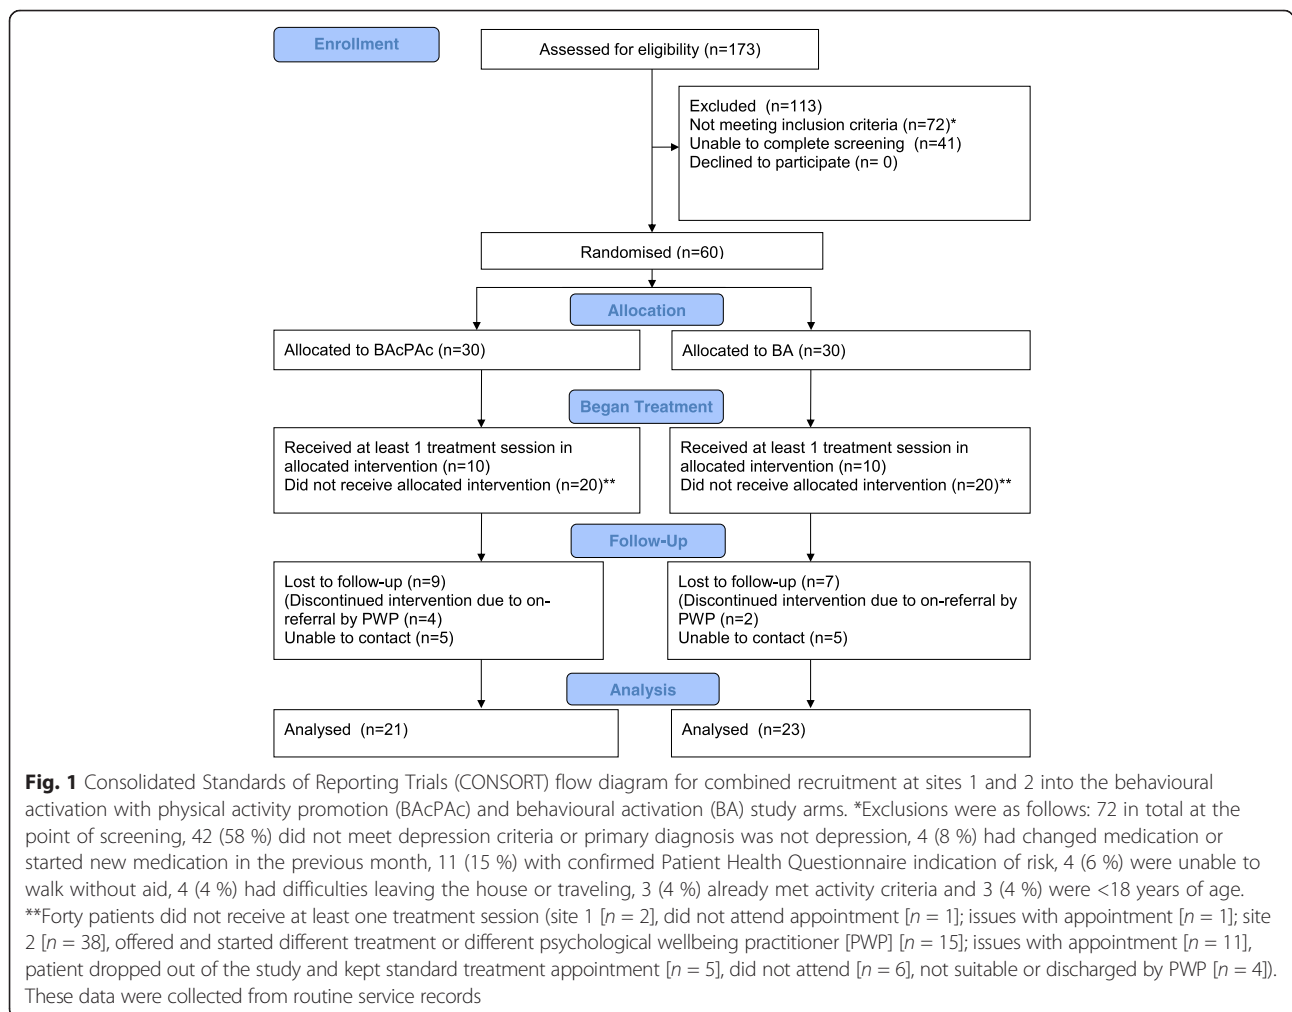 Enrollment
Assessed for eligibility (n=173)
Excluded (n=113)
Not meeting inclusion criteria (n=72)*
Unable to complete screening (n=41)
Declined to participate (n= 0)
Randomised (n=60)
Allocation
Allocated to BAcPAc (n=30)
Allocated to BA (n=30)
Began Treatment
Received at least 1 treatment session in
allocated intervention (n=10)
Did not receive allocated intervention (n=20)**
Received at least 1 treatment session in
allocated intervention (n=10)
Did not receive allocated intervention (n=20)**
Follow-Up
Lost to follow-up (n=9)
(Discontinued intervention due to on-
referral by PWP (n=4)
Unable to contact (n=5)
Lost to follow-up (n=7)
(Discontinued intervention due to on-referral by
PWP (n=2)
Unable to contact (n=5)
Analysis
Analysed (n=21)
Analysed (n=23)
Fig. 1 Consolidated Standards of Reporting Trials (CONSORT) flow diagram for combined recruitment at sites 1 and 2 into the behavioural
activation with physical activity promotion (BAcPAc) and behavioural activation (BA) study arms. *Exclusions were as follows: 72 in total at the
point of screening, 42 (58 %) did not meet depression criteria or primary diagnosis was not depression, 4 (8 %) had changed medication or
started new medication in the previous month, 11 (15 %) with confirmed Patient Health Questionnaire indication of risk, 4 (6 %) were unable to
walk without aid, 4 (4 %) had difficulties leaving the house or traveling, 3 (4 %) already met activity criteria and 3 (4 %) were <18 years of age.
**Forty patients did not receive at least one treatment session (site 1 [n = 2], did not attend appointment [n = 1]; issues with appointment [n = 1]; site
2 [n = 38], offered and started different treatment or different psychological wellbeing practitioner [PWP] [n = 15]; issues with appointment [n = 11],
patient dropped out of the study and kept standard treatment appointment [n = 5], did not attend [n = 6], not suitable or discharged by PWP [n = 4]).
These data were collected from routine service records